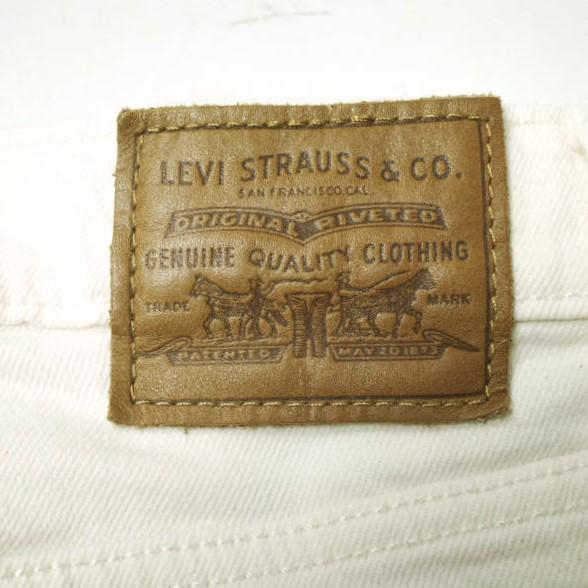 LEVI STRAUSS & CO.
SAN FRANCISCO, CAL.
ORIGINAL RIVETED
GENUINE QUALITY CLOTHING
TRADE MARK
PATENTED MAY 20 1873